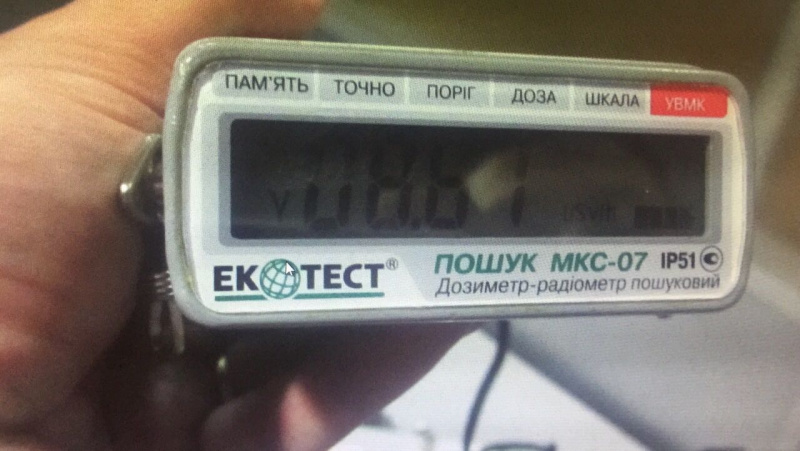 ПАМ'ЯТЬ ТОЧНО ПОРІГ ДОЗА ШКАЛА УВМК
ЕКОТЕСТ® ПОШУК МКС-07 IP51
Дозиметр-радіометр пошуковий